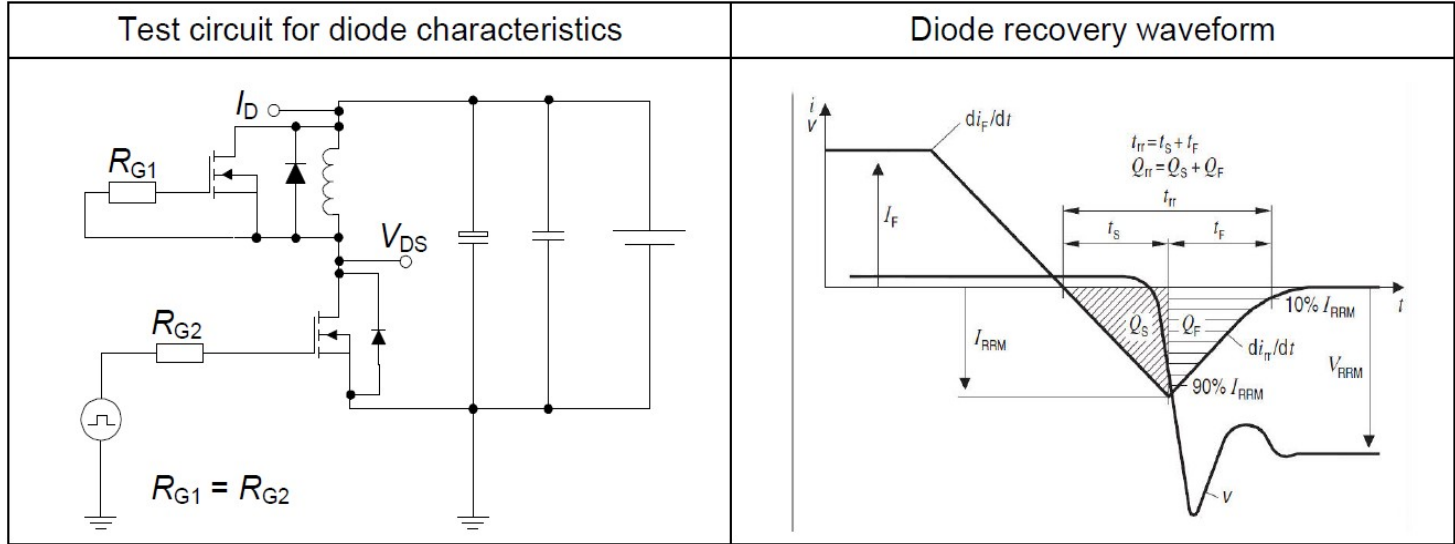 Test circuit for diode characteristics
Diode recovery waveform
I_D
R_G1
V_DS
R_G2
R_G1 = R_G2
i
v
di_F/dt
t_rr=t_S+t_F
Q_rr=Q_S+Q_F
t_rr
I_F
t_S
t_F
10% I_RRM
t
Q_S
Q_F
I_RRM
di_rr/dt
V_RRM
90% I_RRM
v